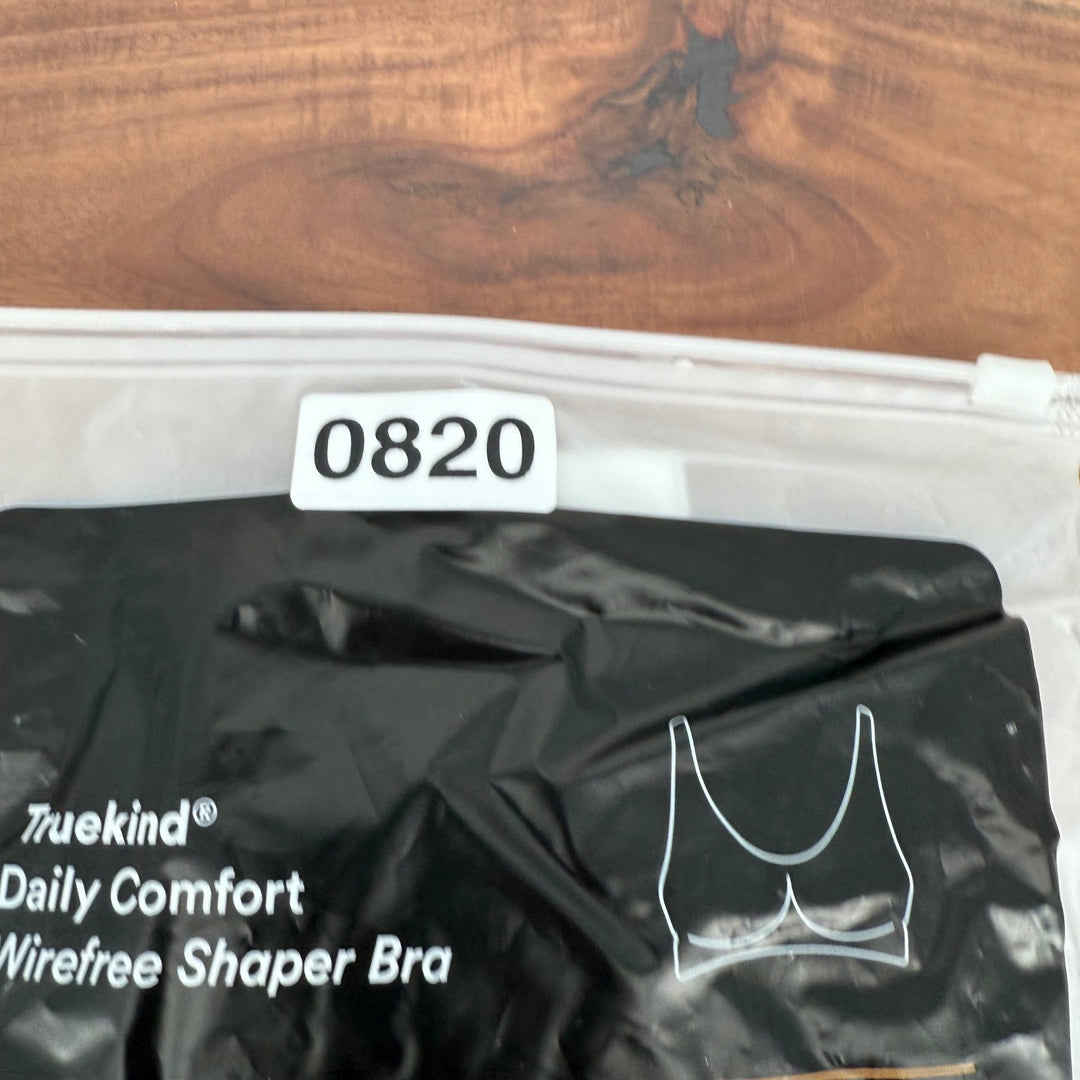 0820
Truekind®
Daily Comfort
Wirefree Shaper Bra